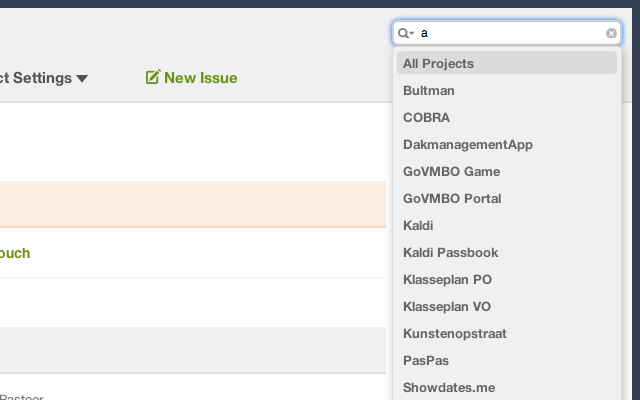 a
ct Settings
New Issue
All Projects
Bultman
COBRA
DakmanagementApp
GoVMBO Game
GoVMBO Portal
Kaldi
ouch
Kaldi Passbook
Klasseplan PO
Klasseplan VO
Kunstenopstraat
PasPas
Showdates.me
Pasteer